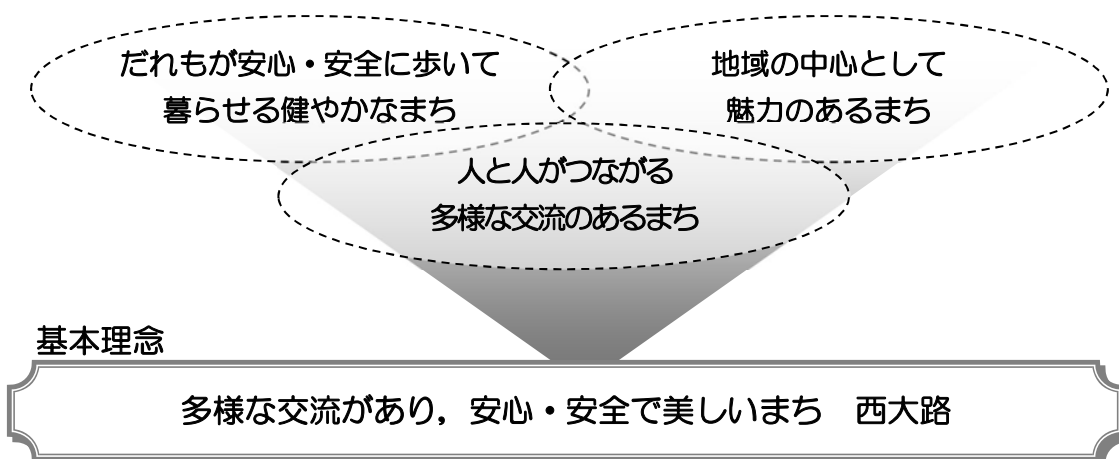 だれもが安心・安全に歩いて
暮らせる健やかなまち
地域の中心として
魅力のあるまち
人と人がつながる
多様な交流のあるまち
基本理念
多様な交流があり，安心・安全で美しいまち　西大路